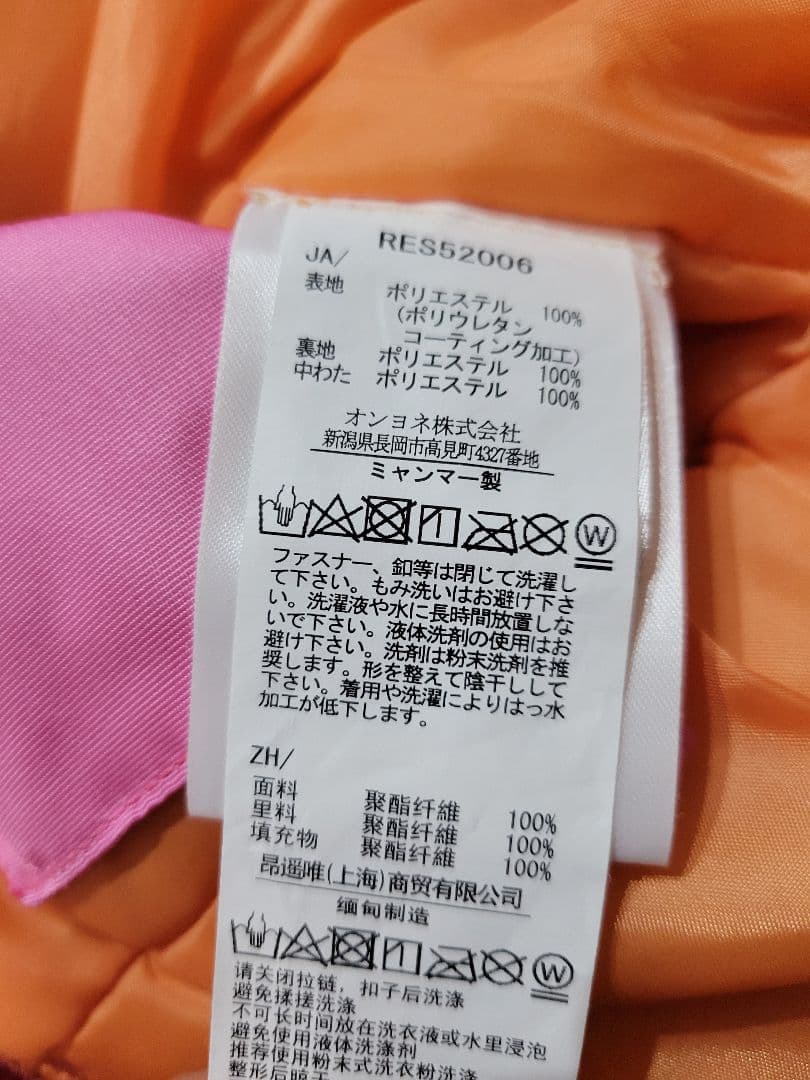 RES52006
JA/
表地 ポリエステル 100%
(ポリウレタン
コーティング加工)
裏地 ポリエステル 100%
中わた ポリエステル 100%
オンヨネ株式会社
新潟県長岡市高見町4327番地
ミャンマー製
W
ファスナー、釦等は閉じて洗濯し
て下さい。もみ洗いはお避け下さ
い。洗濯液や水に長時間放置しな
いで下さい。液体洗剤の使用はお
避け下さい。洗剤は粉末洗剤を推
奨します。形を整えて陰干しして
下さい。着用や洗濯によりはっ水
加工が低下します。
ZH/
面料 聚酯纤維 100%
里料 聚酯纤維 100%
填充物 聚酯纤維 100%
昂遥唯(上海)商贸有限公司
缅甸制造
W
请关闭拉链,扣子后洗涤
避免揉搓洗涤
不可长时间放在洗衣液或水里浸泡
避免使用液体洗涤剂
推荐使用粉末式洗衣粉洗涤
整形后晾干